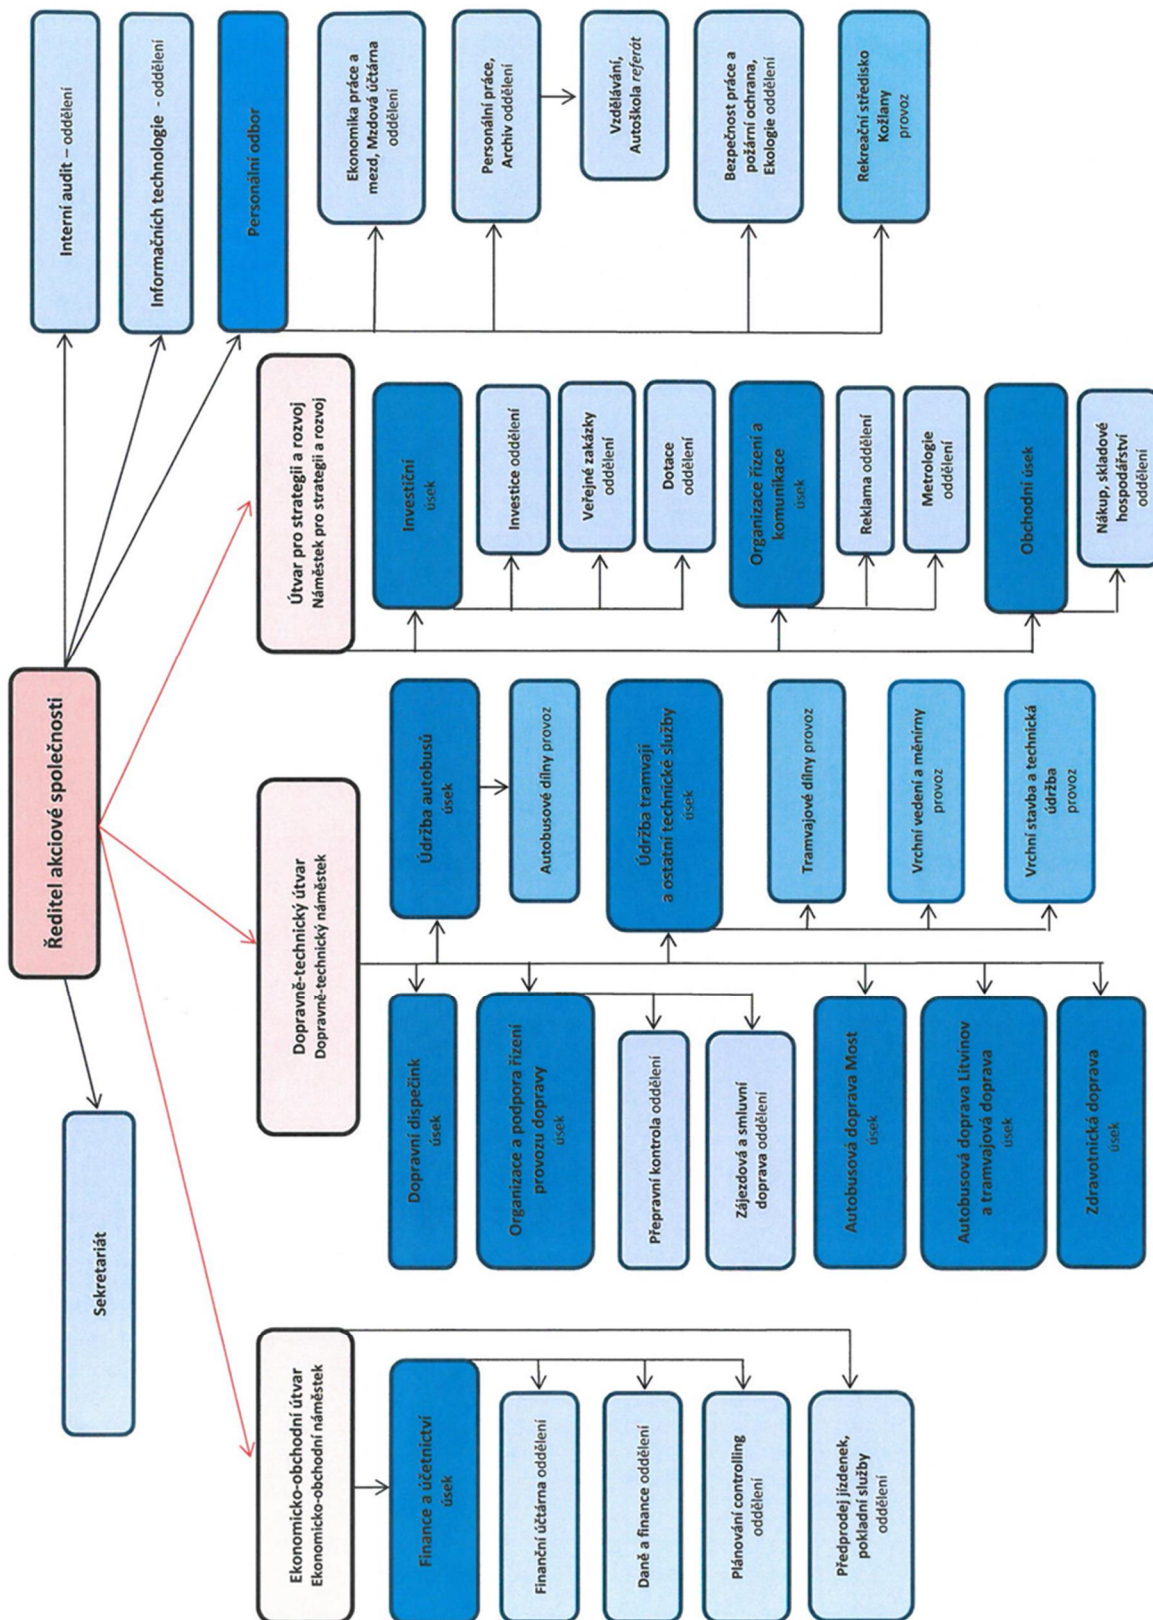 Ředitel akciové společnosti
Sekretariát
Interní audit – oddělení
Informačních technologie - oddělení
Personální odbor
Ekonomika práce a
mezd, Mzdová účtárna
oddělení
Personální práce,
Archiv oddělení
Vzdělávání,
Autoškola referát
Bezpečnost práce a
požární ochrana,
Ekologie oddělení
Rekreační středisko
Kožlany
provoz
Ekonomicko-obchodní útvar
Ekonomicko-obchodní náměstek
Finance a účetnictví
úsek
Finanční účtárna oddělení
Daně a finance oddělení
Plánování controlling
oddělení
Předprodej jízdenek,
pokladní služby
oddělení
Dopravně-technický útvar
Dopravně-technický náměstek
Dopravní dispečink
úsek
Organizace a podpora řízení
provozu dopravy
úsek
Přepravní kontrola oddělení
Zájezdová a smluvní
doprava oddělení
Autobusová doprava Most
úsek
Autobusová doprava Litvínov
a tramvajová doprava
úsek
Zdravotnická doprava
úsek
Údržba autobusů
úsek
Autobusové dílny provoz
Údržba tramvají
a ostatní technické služby
úsek
Tramvajové dílny provoz
Vrchní vedení a měnírny
provoz
Vrchní stavba a technická
údržba
provoz
Útvar pro strategii a rozvoj
Náměstek pro strategii a rozvoj
Investiční
úsek
Investice oddělení
Veřejné zakázky
oddělení
Dotace
oddělení
Organizace řízení a
komunikace
úsek
Reklama oddělení
Metrologie
oddělení
Obchodní úsek
Nákup, skladové
hospodářství
oddělení